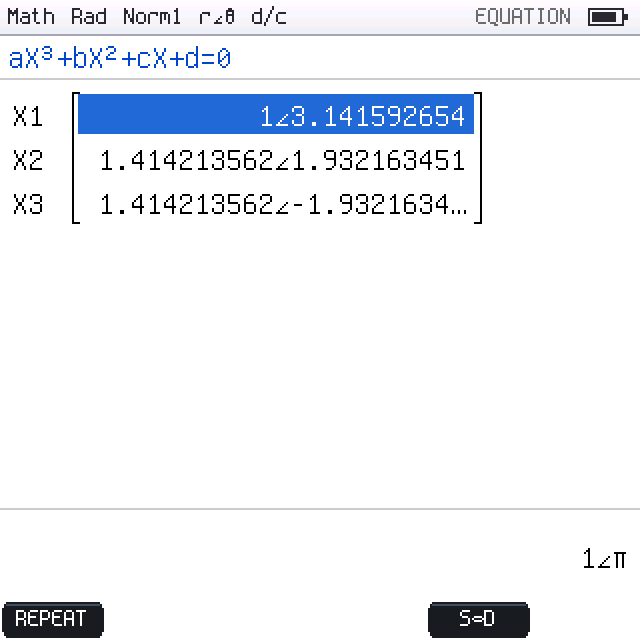 Math Rad Norm1 r∠θ d/c EQUATION
aX³+bX²+cX+d=0
X1 1∠3.141592654
X2 1.414213562∠1.932163451
X3 1.414213562∠-1.9321634…
1∠π
REPEAT S⇔D